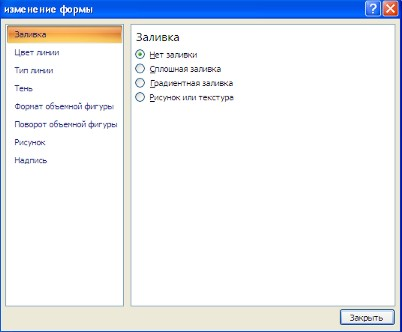 изменение формы
Заливка
Цвет линии
Тип линии
Тень
Формат объемной фигуры
Поворот объемной фигуры
Рисунок
Надпись
Заливка
Нет заливки
Сплошная заливка
Градиентная заливка
Рисунок или текстура
Закрыть